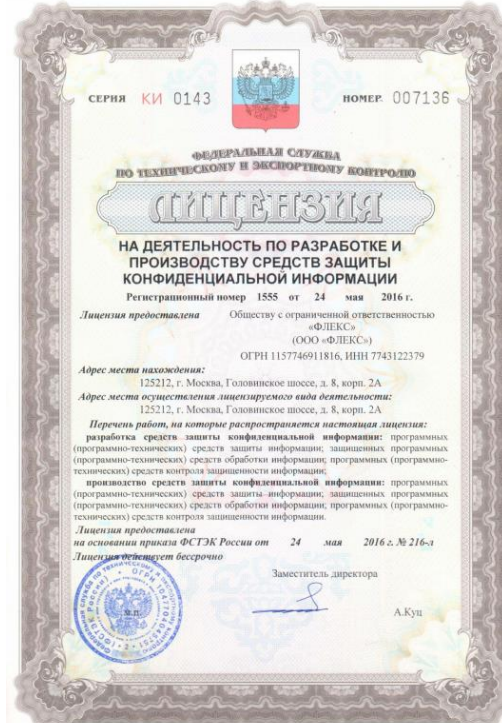 СЕРИЯ КИ 0143 НОМЕР 007136
ФЕДЕРАЛЬНАЯ СЛУЖБА
ПО ТЕХНИЧЕСКОМУ И ЭКСПОРТНОМУ КОНТРОЛЮ
ЛИЦЕНЗИЯ
НА ДЕЯТЕЛЬНОСТЬ ПО РАЗРАБОТКЕ И
ПРОИЗВОДСТВУ СРЕДСТВ ЗАЩИТЫ
КОНФИДЕНЦИАЛЬНОЙ ИНФОРМАЦИИ
Регистрационный номер 1555 от 24 мая 2016 г.
Лицензия предоставлена Обществу с ограниченной ответственностью
«ФЛЕКС»
(ООО «ФЛЕКС»)
ОГРН 1157746911816, ИНН 7743122379
Адрес места нахождения:
125212, г. Москва, Головинское шоссе, д. 8, корп. 2А
Адрес места осуществления лицензируемого вида деятельности:
125212, г. Москва, Головинское шоссе, д. 8, корп. 2А
Перечень работ, на которые распространяется настоящая лицензия:
разработка средств защиты конфиденциальной информации: программных
(программно-технических) средств защиты информации; защищенных программных
(программно-технических) средств обработки информации; программных (программно-
технических) средств контроля защищенности информации;
производство средств защиты конфиденциальной информации: программных
(программно-технических) средств защиты информации; защищенных программных
(программно-технических) средств обработки информации; программных (программно-
технических) средств контроля защищенности информации.
Лицензия предоставлена
на основании приказа ФСТЭК России от 24 мая 2016 г. № 216-л
Лицензия действует бессрочно
Заместитель директора
М.П.
А.Куц